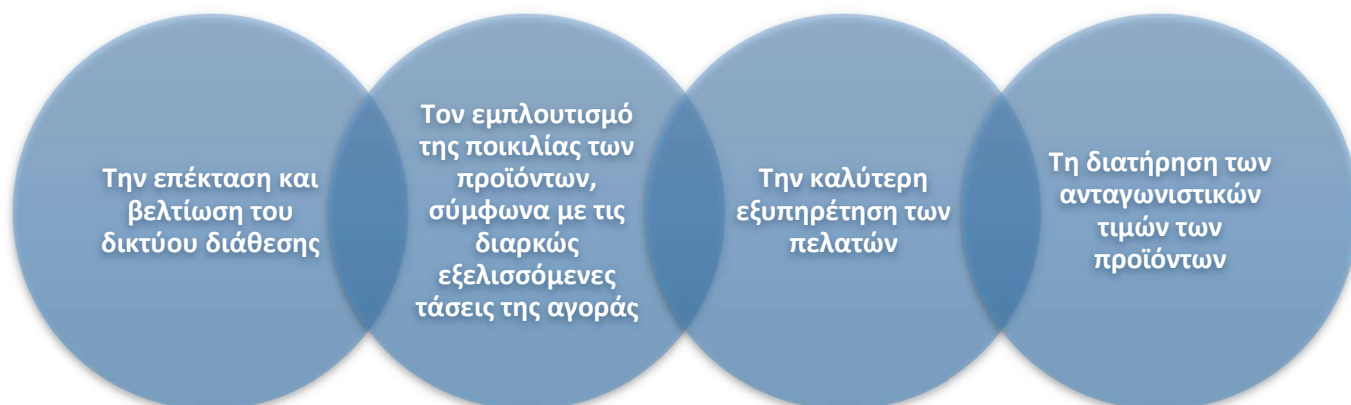 Την επέκταση και
βελτίωση του
δικτύου διάθεσης
Τον εμπλουτισμό
της ποικιλίας των
προϊόντων,
σύμφωνα με τις
διαρκώς
εξελισσόμενες
τάσεις της αγοράς
Την καλύτερη
εξυπηρέτηση των
πελατών
Τη διατήρηση των
ανταγωνιστικών
τιμών των
προϊόντων